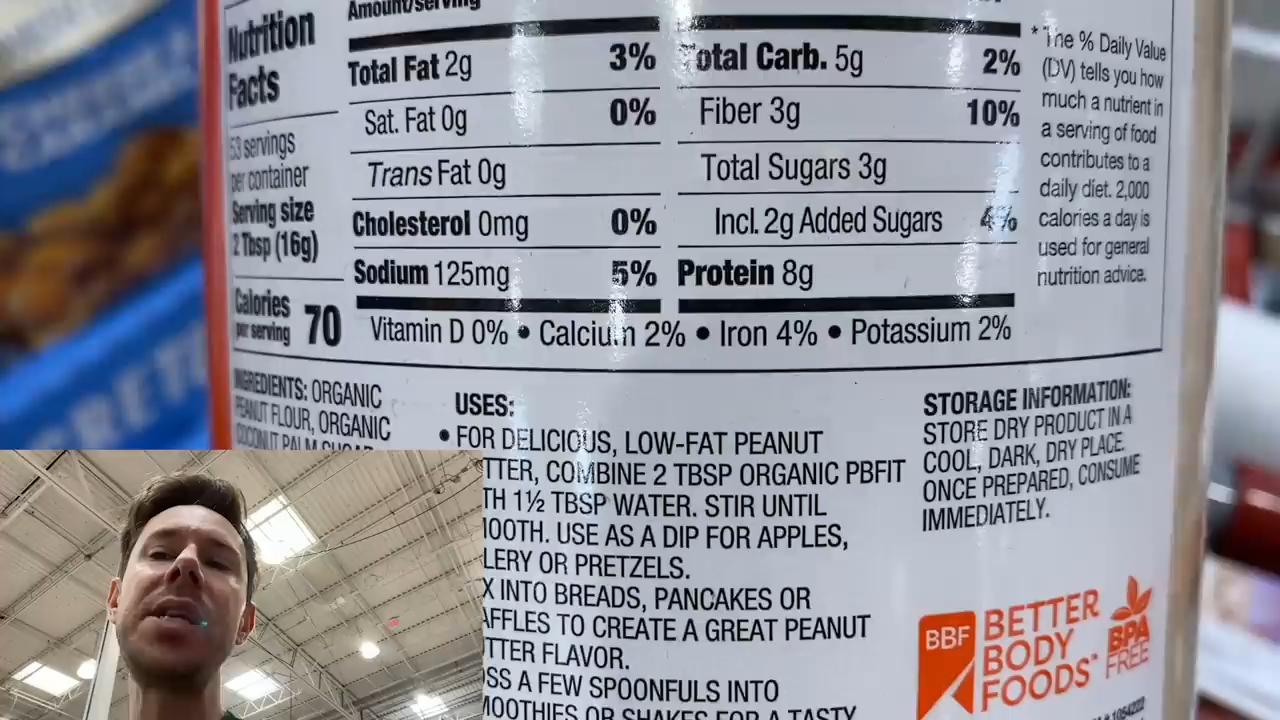 Nutrition
Facts
53 servings
per container
Serving size
2 Tbsp (16g)
Calories
per serving 70
Amount/serving
Total Fat 2g 3%
Sat. Fat 0g 0%
Trans Fat 0g
Cholesterol 0mg 0%
Sodium 125mg 5%
Total Carb. 5g 2%
Fiber 3g 10%
Total Sugars 3g
Incl. 2g Added Sugars 4%
Protein 8g
Vitamin D 0% • Calcium 2% • Iron 4% • Potassium 2%
* The % Daily Value
(DV) tells you how
much a nutrient in
a serving of food
contributes to a
daily diet. 2,000
calories a day is
used for general
nutrition advice.
INGREDIENTS: ORGANIC
PEANUT FLOUR, ORGANIC
COCONUT PALM SUGAR
USES:
• FOR DELICIOUS, LOW-FAT PEANUT
TTER, COMBINE 2 TBSP ORGANIC PBFIT
TH 1½ TBSP WATER. STIR UNTIL
OOTH. USE AS A DIP FOR APPLES,
LERY OR PRETZELS.
X INTO BREADS, PANCAKES OR
AFFLES TO CREATE A GREAT PEANUT
TTER FLAVOR.
SS A FEW SPOONFULS INTO
MOOTHIES OR SHAKES FOR A TASTY
STORAGE INFORMATION:
STORE DRY PRODUCT IN A
COOL, DARK, DRY PLACE.
ONCE PREPARED, CONSUME
IMMEDIATELY.
BBF
BETTER
BODY
FOODS™
BPA
FREE